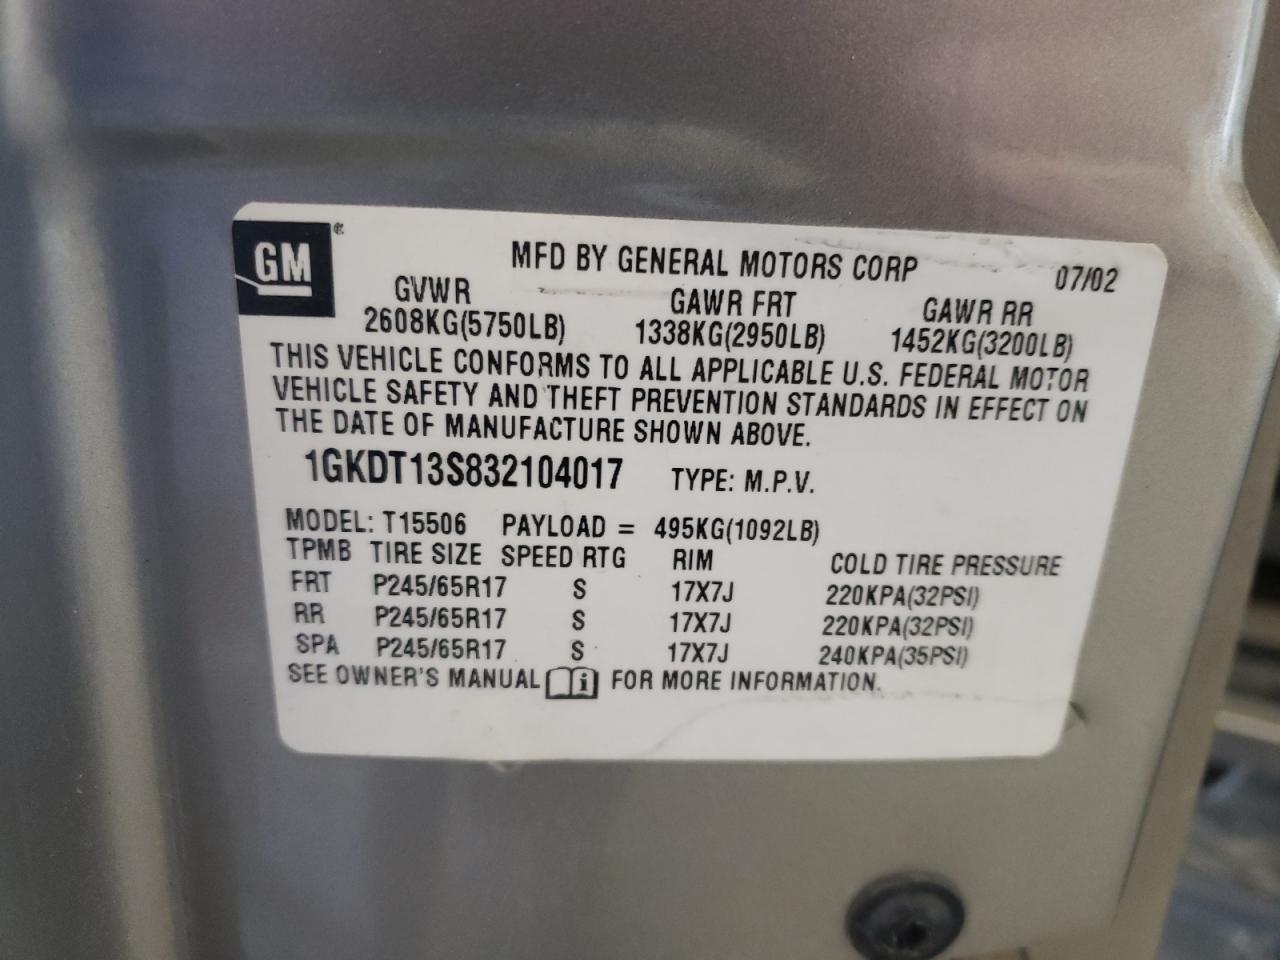 GM ®
MFD BY GENERAL MOTORS CORP 07/02
GVWR GAWR FRT GAWR RR
2608KG(5750LB) 1338KG(2950LB) 1452KG(3200LB)
THIS VEHICLE CONFORMS TO ALL APPLICABLE U.S. FEDERAL MOTOR
VEHICLE SAFETY AND THEFT PREVENTION STANDARDS IN EFFECT ON
THE DATE OF MANUFACTURE SHOWN ABOVE.
1GKDT13S832104017 TYPE: M.P.V.
MODEL: T15506 PAYLOAD = 495KG(1092LB)
TPMB TIRE SIZE SPEED RTG RIM COLD TIRE PRESSURE
FRT P245/65R17 S 17X7J 220KPA(32PSI)
RR P245/65R17 S 17X7J 220KPA(32PSI)
SPA P245/65R17 S 17X7J 240KPA(35PSI)
SEE OWNER'S MANUAL i FOR MORE INFORMATION.